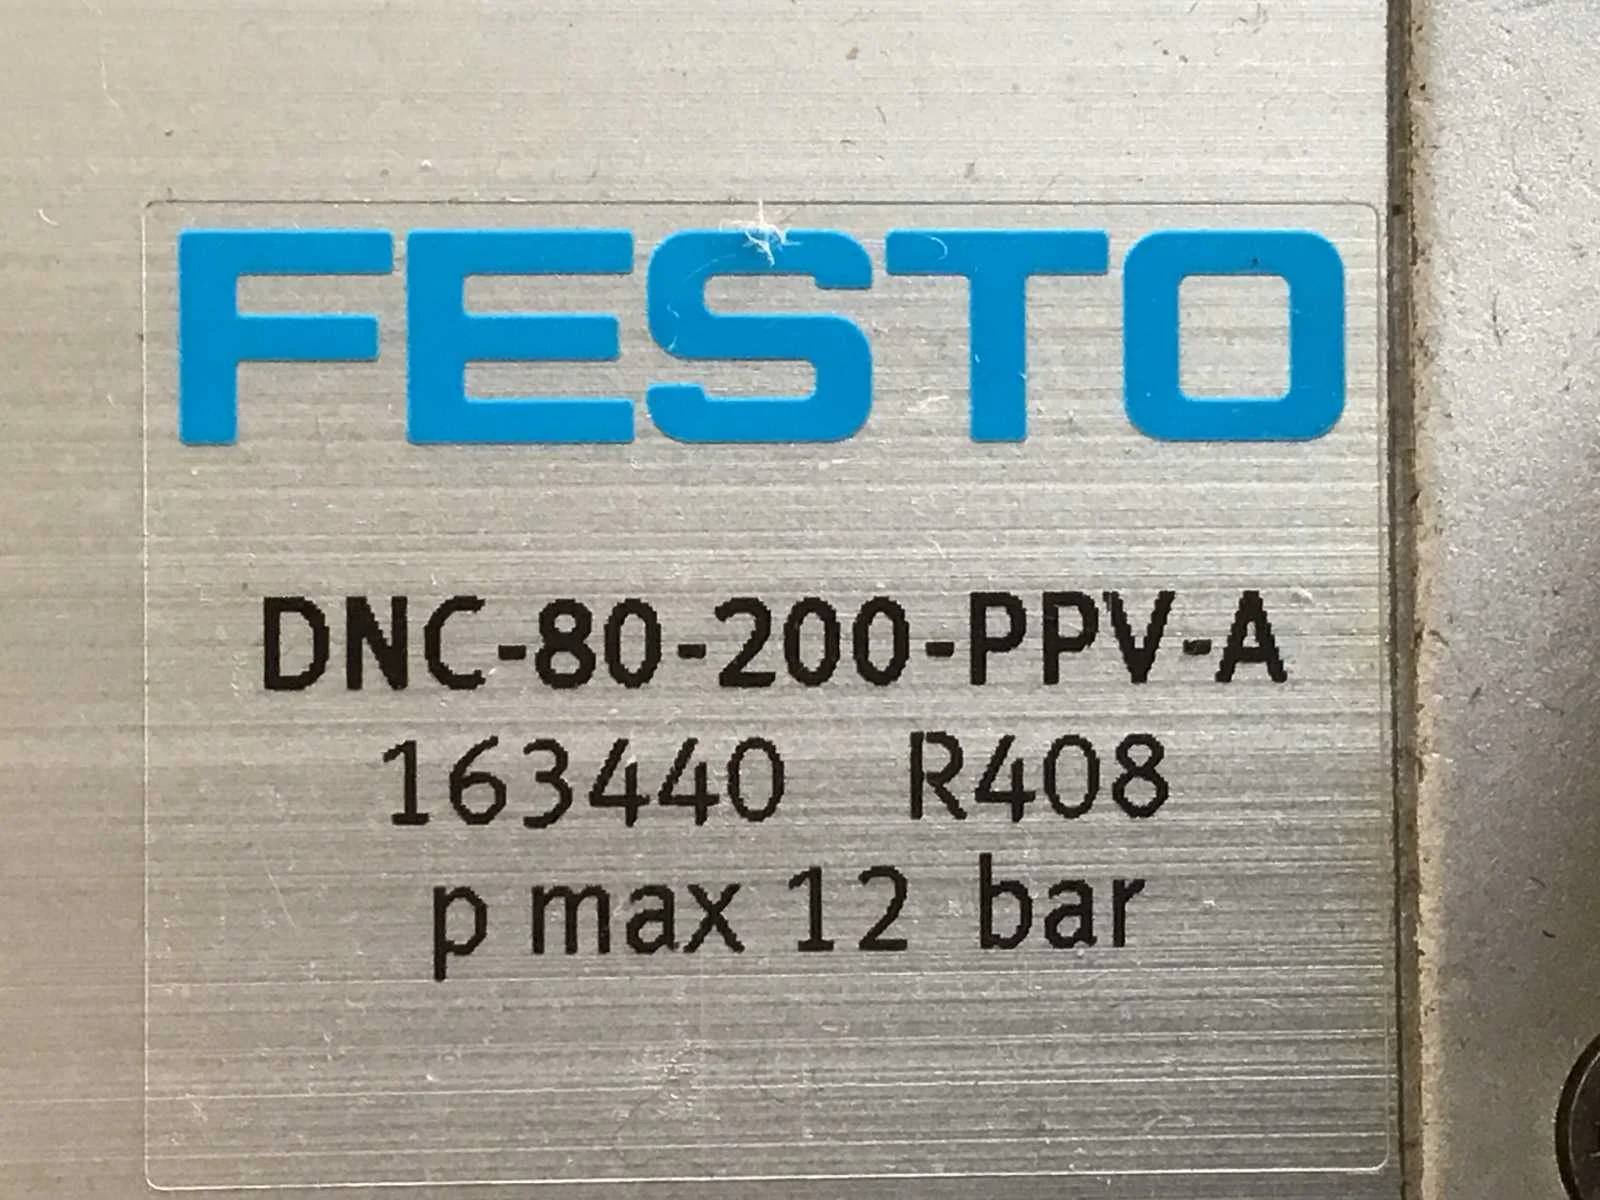 FESTO
DNC-80-200-PPV-A
163440 R408
p max 12 bar